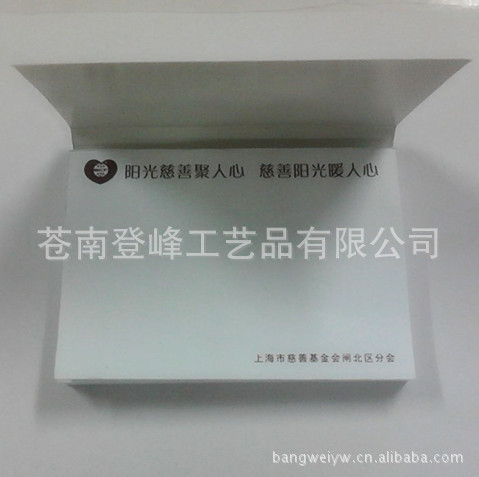 阳光慈善聚人心 慈善阳光暖人心
苍南登峰工艺品有限公司
上海市慈善基金会闸北区分会
bangweiyw.cn.alibaba.com